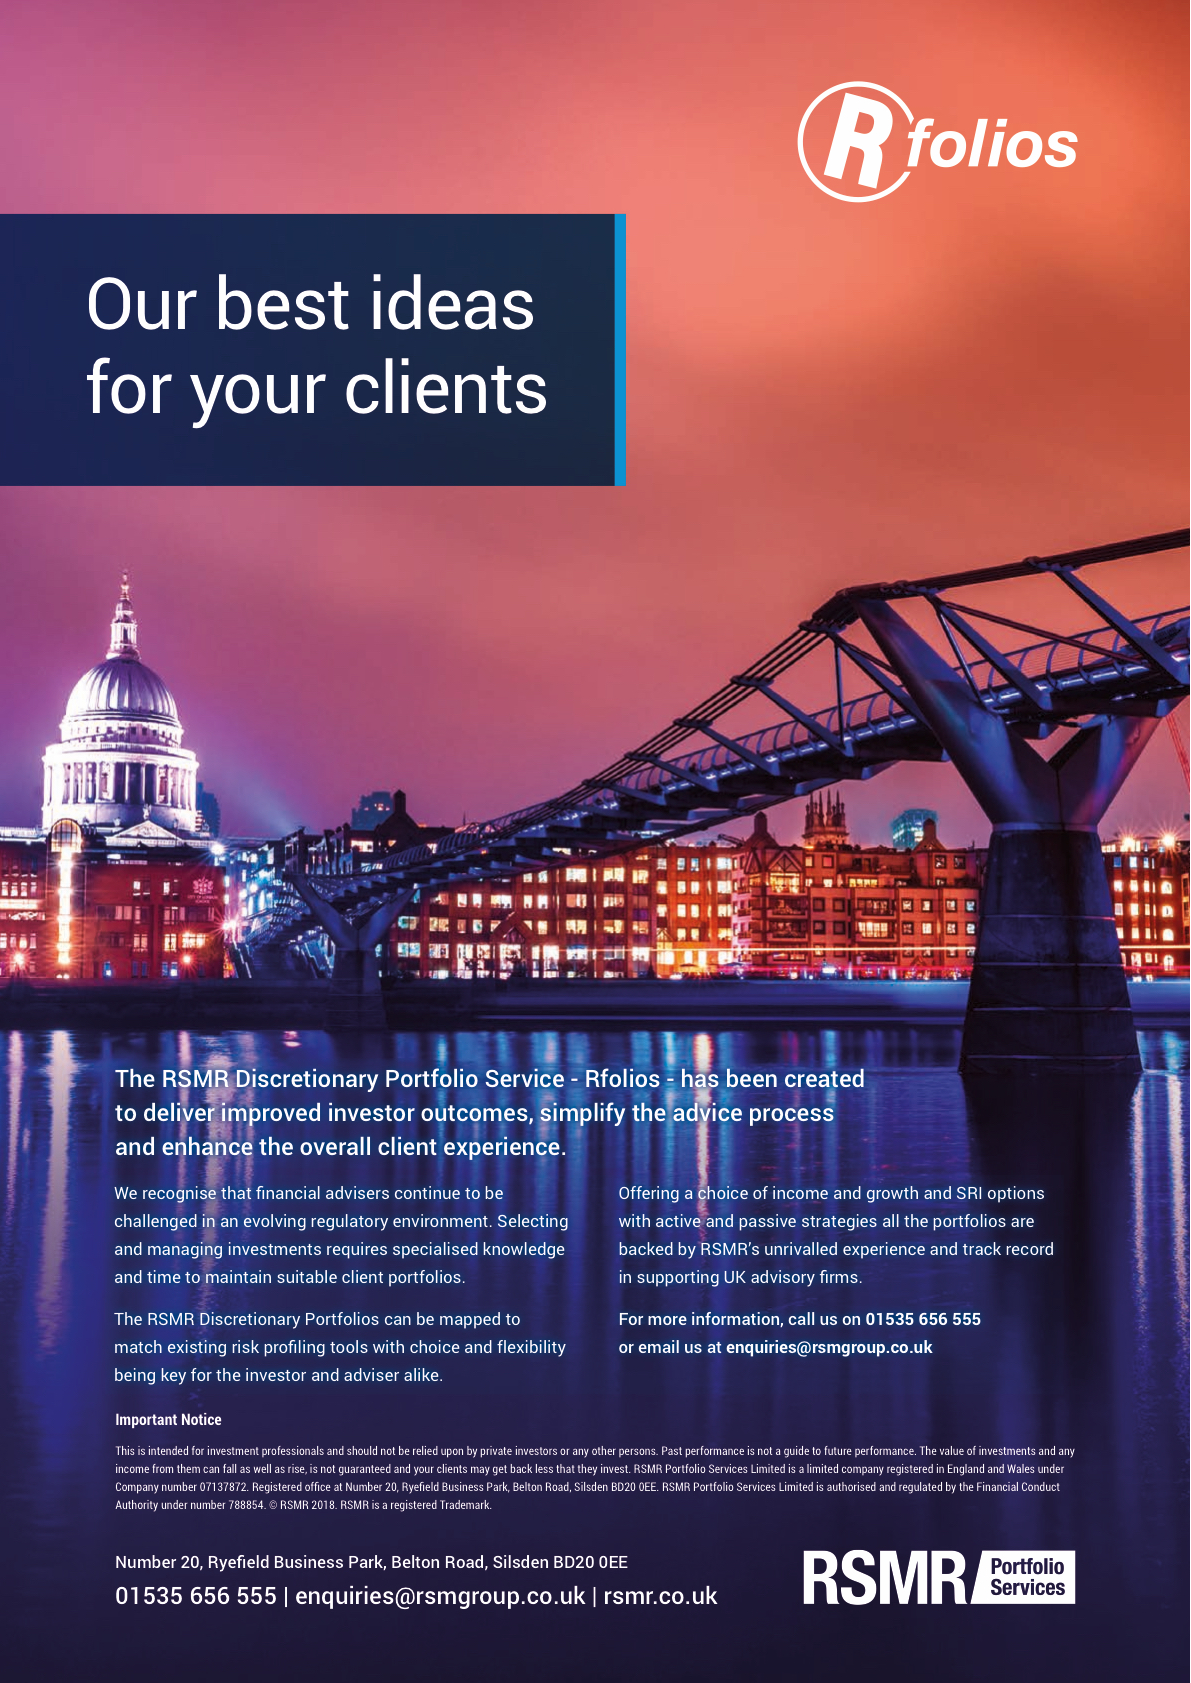 Rfolios
Our best ideas
for your clients
CITY OF LONDON
The RSMR Discretionary Portfolio Service - Rfolios - has been created
to deliver improved investor outcomes, simplify the advice process
and enhance the overall client experience.
We recognise that financial advisers continue to be
challenged in an evolving regulatory environment. Selecting
and managing investments requires specialised knowledge
and time to maintain suitable client portfolios.
The RSMR Discretionary Portfolios can be mapped to
match existing risk profiling tools with choice and flexibility
being key for the investor and adviser alike.
Offering a choice of income and growth and SRI options
with active and passive strategies all the portfolios are
backed by RSMR’s unrivalled experience and track record
in supporting UK advisory firms.
For more information, call us on 01535 656 555
or email us at enquiries@rsmgroup.co.uk
Important Notice
This is intended for investment professionals and should not be relied upon by private investors or any other persons. Past performance is not a guide to future performance. The value of investments and any
income from them can fall as well as rise, is not guaranteed and your clients may get back less that they invest. RSMR Portfolio Services Limited is a limited company registered in England and Wales under
Company number 07137872. Registered office at Number 20, Ryefield Business Park, Belton Road, Silsden BD20 0EE. RSMR Portfolio Services Limited is authorised and regulated by the Financial Conduct
Authority under number 788854. © RSMR 2018. RSMR is a registered Trademark.
Number 20, Ryefield Business Park, Belton Road, Silsden BD20 0EE
01535 656 555 | enquiries@rsmgroup.co.uk | rsmr.co.uk
RSMR Portfolio
Services